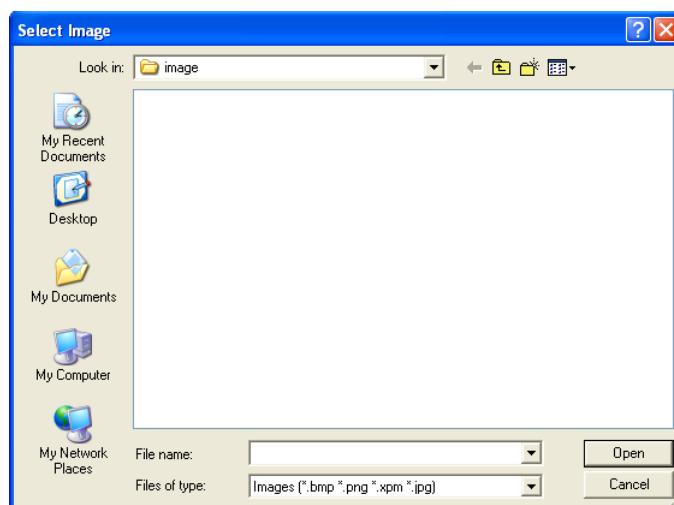 Select Image
Look in:
image
My Recent
Documents
Desktop
My Documents
My Computer
My Network
Places
File name:
Open
Files of type:
Images (*.bmp *.png *.xpm *.jpg)
Cancel